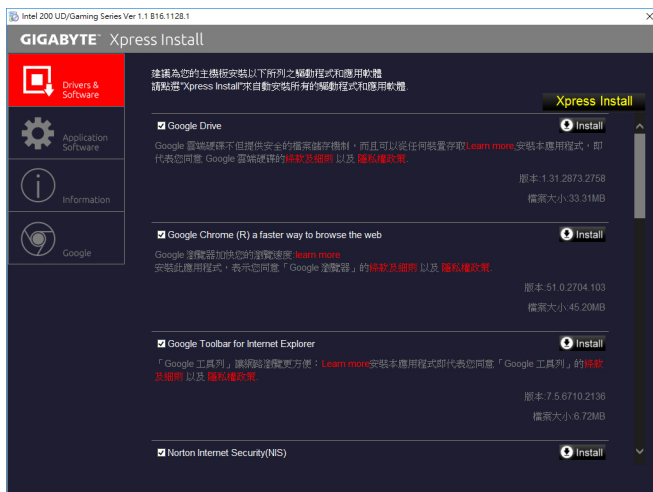 Intel 200 UD/Gaming Series Ver 1.1 B16.1128.1
GIGABYTE™ Xpress Install
Drivers &
Software
建議為您的主機板安裝以下所列之驅動程式和應用軟體
請點選"Xpress Install"來自動安裝所有的驅動程式和應用軟體.
Xpress Install
Application
Software
Information
Google
Google Drive
Install
Google 雲端硬碟不但提供安全的檔案儲存機制，而且可以從任何裝置存取Learn more,安裝本應用程式，即
代表您同意 Google 雲端硬碟的條款及細則 以及 隱私權政策.
版本:1.31.2873.2758
檔案大小:33.31MB
Google Chrome (R) a faster way to browse the web
Install
Google 瀏覽器加快您的瀏覽速度:learn more
安裝此應用程式，表示您同意「Google 瀏覽器」的條款及細則 以及 隱私權政策.
版本:51.0.2704.103
檔案大小:45.20MB
Google Toolbar for Internet Explorer
Install
「Google 工具列」讓網路瀏覽更方便：Learn more安裝本應用程式即代表您同意「Google 工具列」的條款
及細則 以及 隱私權政策.
版本:7.5.6710.2136
檔案大小:6.72MB
Norton Internet Security(NIS)
Install